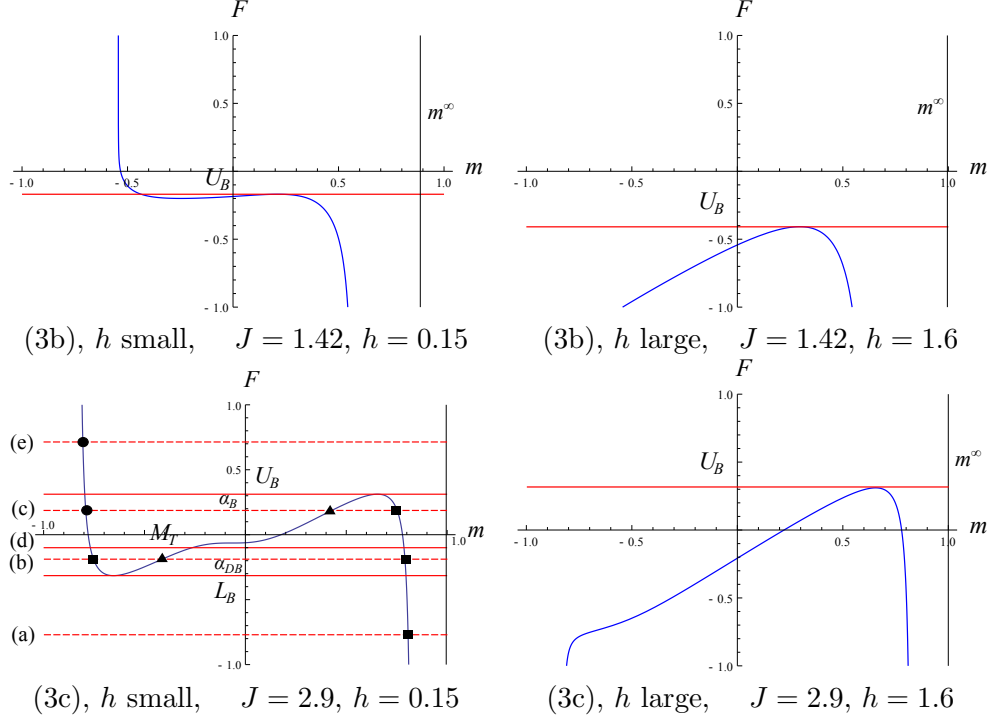 F
1.0
0.5
m^∞
- 1.0
- 0.5
0.5
1.0
m
U_B
- 0.5
- 1.0
(3b), h small, J = 1.42, h = 0.15
F
1.0
0.5
m^∞
- 1.0
- 0.5
0.5
1.0
m
U_B
- 0.5
- 1.0
(3b), h large, J = 1.42, h = 1.6
F
1.0
(e)
0.5
U_B
α_B
(c)
- 1.0
M_T
m
(d)
1.0
(b)
α_{DB}
L_B
(a)
- 1.0
(3c), h small, J = 2.9, h = 0.15
F
1.0
U_B
0.5
m^∞
- 1.0
- 0.5
0.5
1.0
m
- 0.5
- 1.0
(3c), h large, J = 2.9, h = 1.6